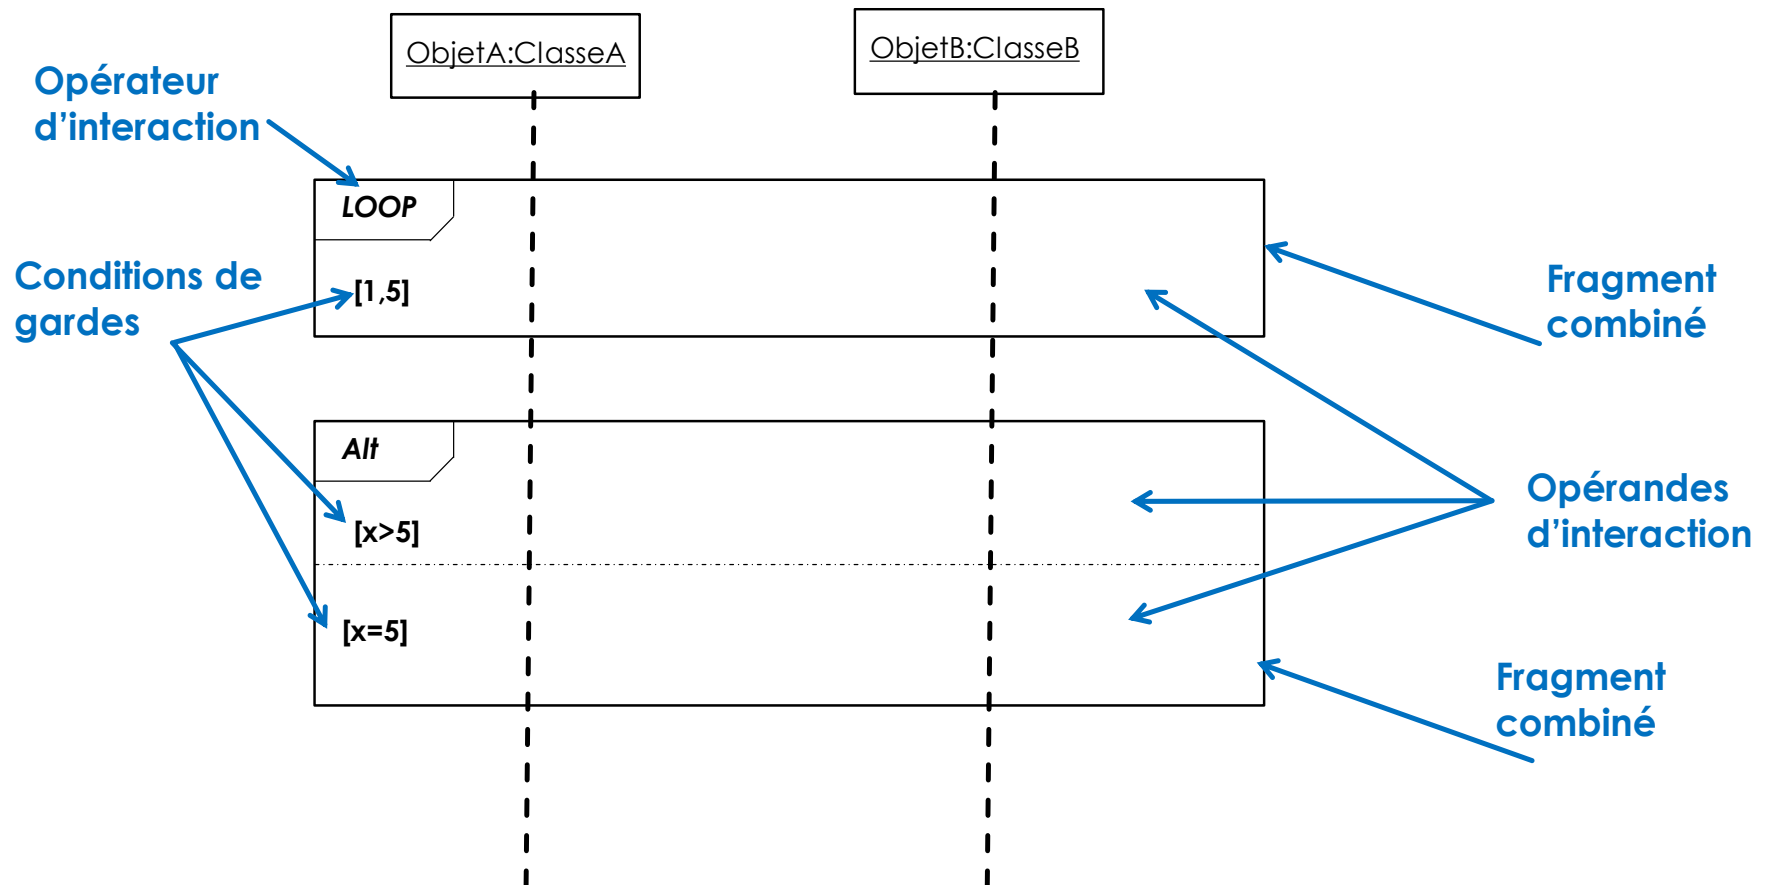 ObjetA:ClasseA
ObjetB:ClasseB
Opérateur
d’interaction
LOOP
Conditions de
gardes
[1,5]
Fragment
combiné
Alt
[x>5]
Opérandes
d’interaction
[x=5]
Fragment
combiné